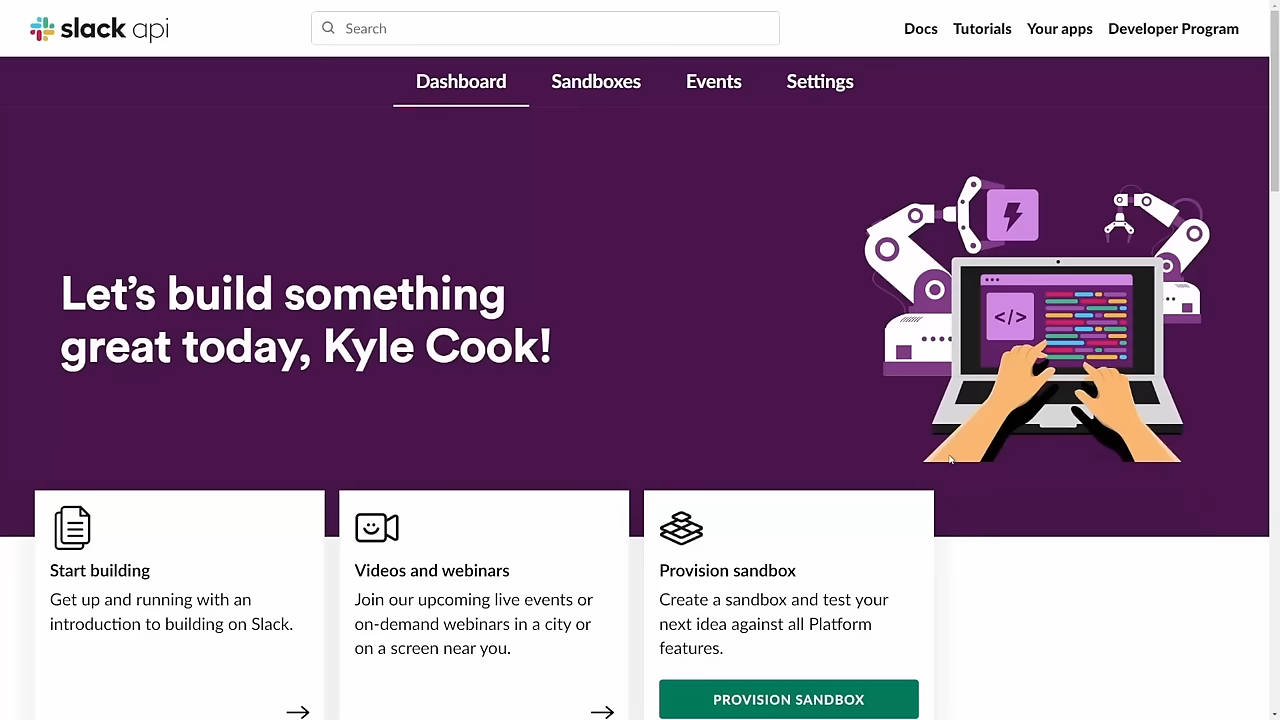 slack api
Search
Docs
Tutorials
Your apps
Developer Program
Dashboard
Sandboxes
Events
Settings
Let's build something
great today, Kyle Cook!
</>
Start building
Get up and running with an
introduction to building on Slack.
Videos and webinars
Join our upcoming live events or
on-demand webinars in a city or
on a screen near you.
Provision sandbox
Create a sandbox and test your
next idea against all Platform
features.
PROVISION SANDBOX